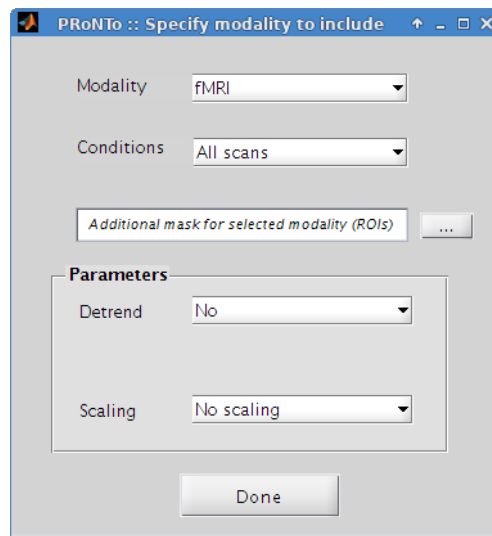 PRoNTo :: Specify modality to include
Modality fMRI
Conditions All scans
Additional mask for selected modality (ROIs) ...
Parameters
Detrend No
Scaling No scaling
Done